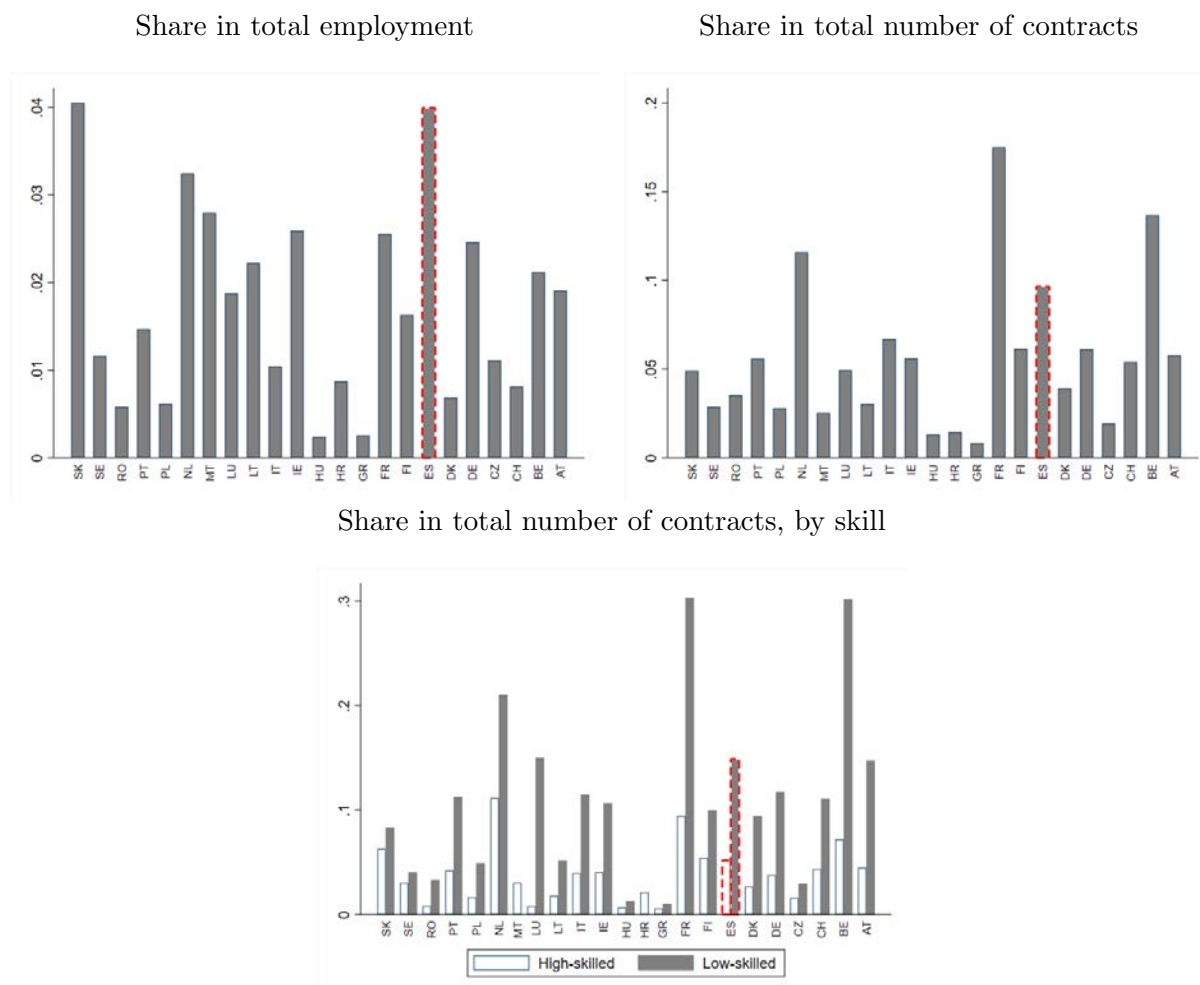 Share in total employment
Share in total number of contracts
.04
.03
.02
.01
0
SK SE RO PT PL NL MT LU LT IT IE HU HR GR FR FI ES DK DE CZ CH BE AT
.2
.15
.1
.05
0
SK SE RO PT PL NL MT LU LT IT IE HU HR GR FR FI ES DK DE CZ CH BE AT
Share in total number of contracts, by skill
.3
.2
.1
0
SK SE RO PT PL NL MT LU LT IT IE HU HR GR FR FI ES DK DE CZ CH BE AT
High-skilled Low-skilled